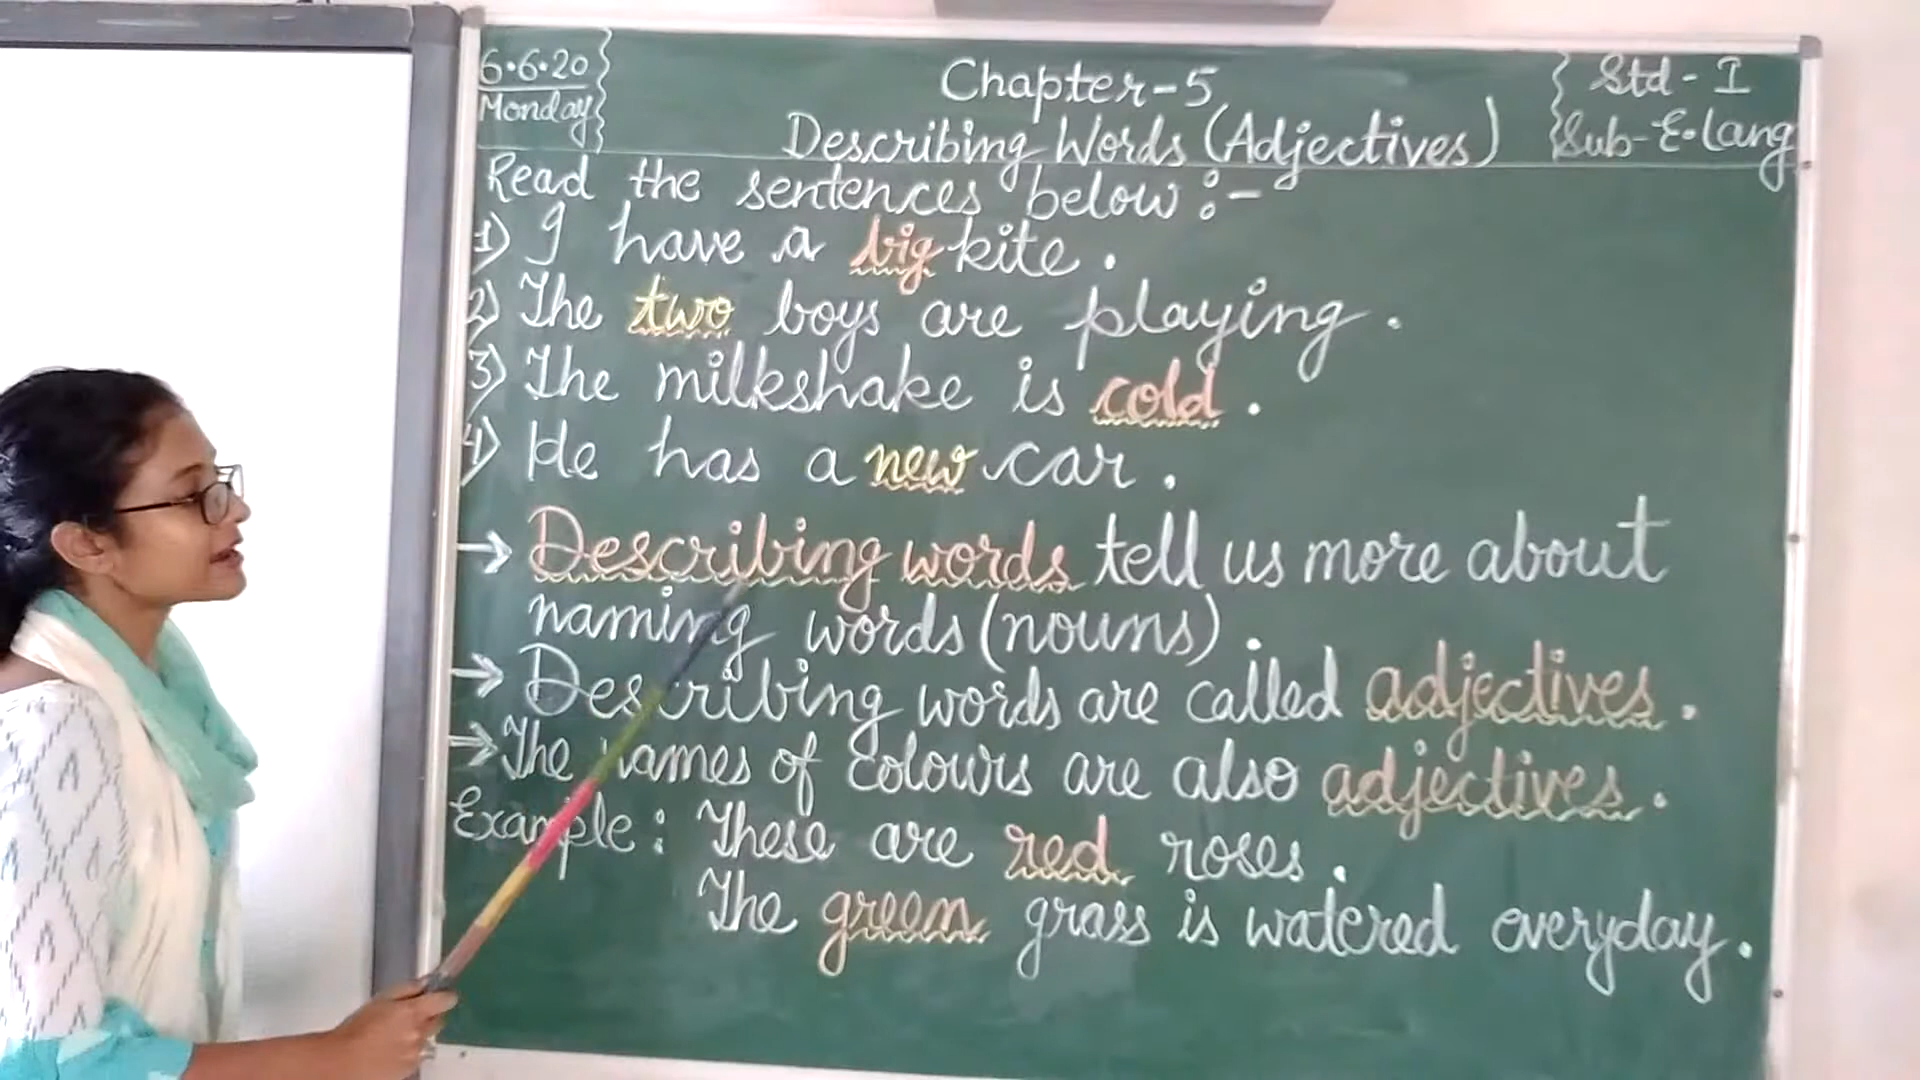 6.6.20
Monday
Chapter-5
Describing Words (Adjectives)
Std - I
Sub-E.Lang
Read the sentences below :-
1) I have a big kite.
2) The two boys are playing.
3) The milkshake is cold.
4) He has a new car.
→ Describing words tell us more about
naming words (nouns).
→ Describing words are called adjectives.
→ The names of colours are also adjectives.
Example: These are red roses.
The green grass is watered everyday.